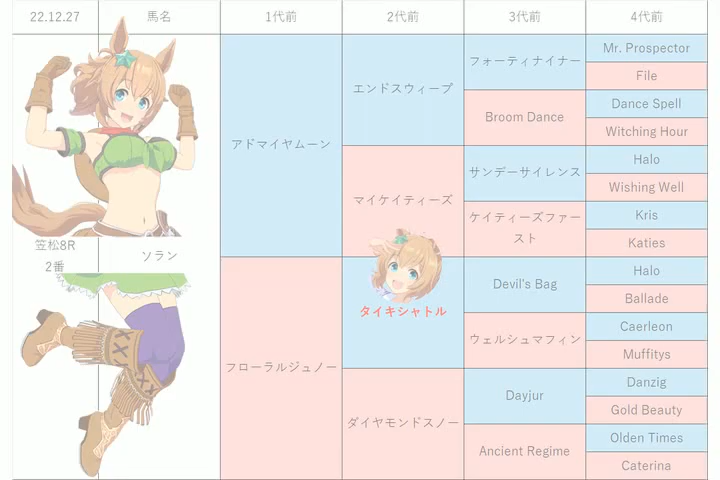 22.12.27 馬名 1代前 2代前 3代前 4代前
笠松8R
2番
ソラン
アドマイヤムーン
フローラルジュノー
エンドスウィープ
マイケイティーズ
タイキシャトル
ダイヤモンドスノー
フォーティナイナー
Broom Dance
サンデーサイレンス
ケイティーズファー
スト
Devil's Bag
ウェルシュマフィン
Dayjur
Ancient Regime
Mr. Prospector
File
Dance Spell
Witching Hour
Halo
Wishing Well
Kris
Katies
Halo
Ballade
Caerleon
Muffitys
Danzig
Gold Beauty
Olden Times
Caterina